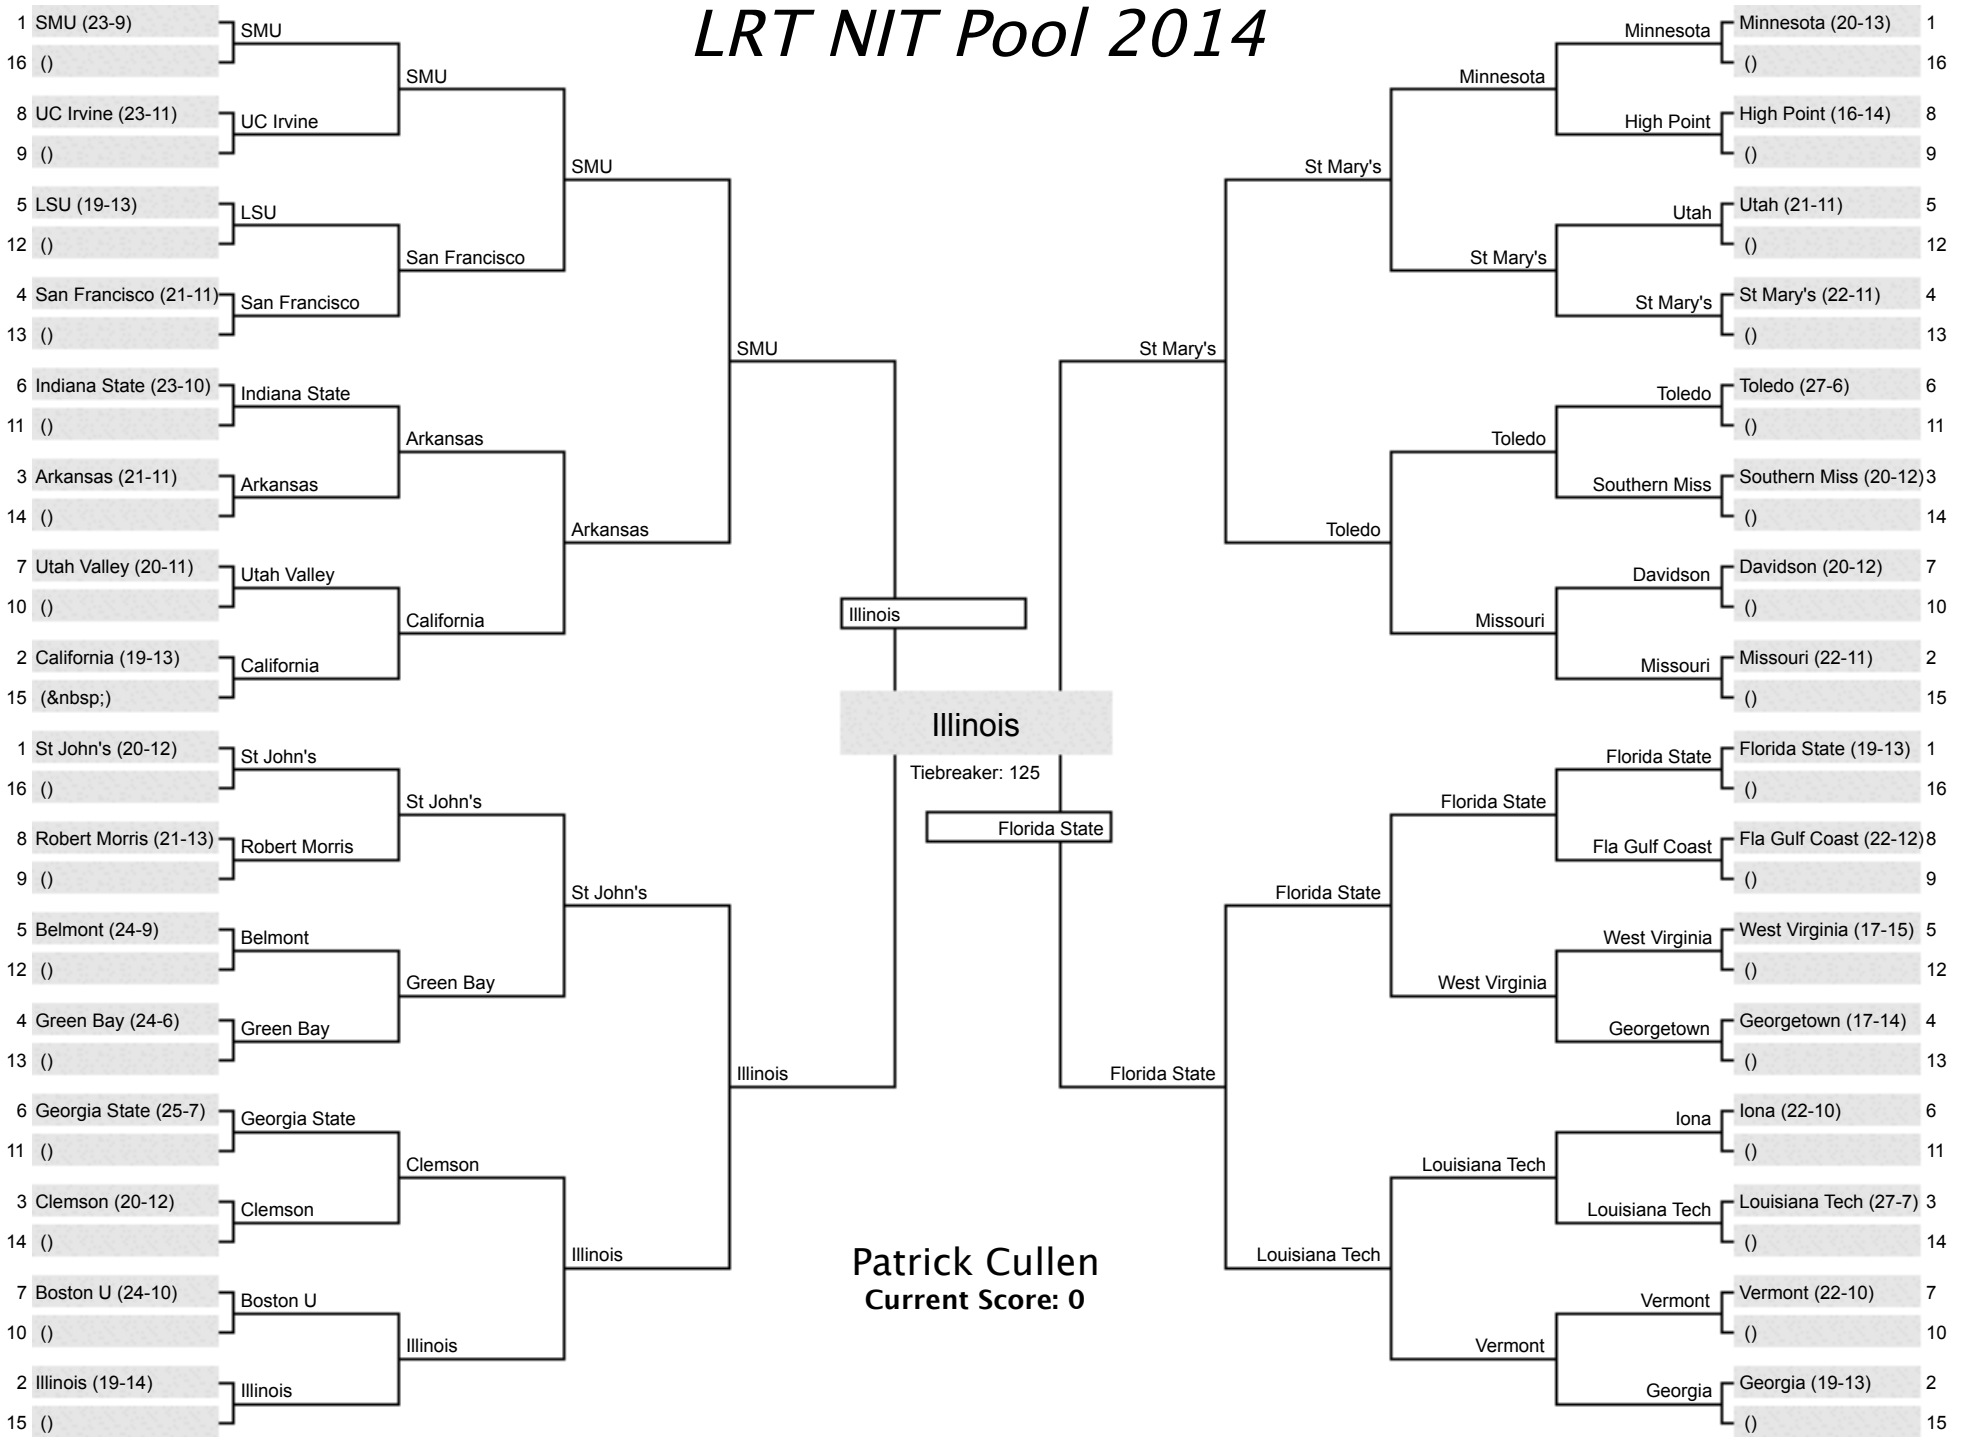 LRT NIT Pool 2014
1 SMU (23-9)
16 ()
8 UC Irvine (23-11)
9 ()
5 LSU (19-13)
12 ()
4 San Francisco (21-11)
13 ()
6 Indiana State (23-10)
11 ()
3 Arkansas (21-11)
14 ()
7 Utah Valley (20-11)
10 ()
2 California (19-13)
15 (&nbsp;)
1 St John's (20-12)
16 ()
8 Robert Morris (21-13)
9 ()
5 Belmont (24-9)
12 ()
4 Green Bay (24-6)
13 ()
6 Georgia State (25-7)
11 ()
3 Clemson (20-12)
14 ()
7 Boston U (24-10)
10 ()
2 Illinois (19-14)
15 ()
SMU
UC Irvine
LSU
San Francisco
Indiana State
Arkansas
Utah Valley
California
St John's
Robert Morris
Belmont
Green Bay
Georgia State
Clemson
Boston U
Illinois
SMU
San Francisco
Arkansas
California
St John's
Green Bay
Clemson
Illinois
SMU
Arkansas
St John's
Illinois
SMU
Illinois
Illinois
Illinois
Tiebreaker: 125
Florida State
Patrick Cullen
Current Score: 0
St Mary's
Florida State
St Mary's
Toledo
Florida State
Louisiana Tech
Minnesota
St Mary's
Toledo
Missouri
Florida State
West Virginia
Louisiana Tech
Vermont
Minnesota
High Point
Utah
St Mary's
Toledo
Southern Miss
Davidson
Missouri
Florida State
Fla Gulf Coast
West Virginia
Georgetown
Iona
Louisiana Tech
Vermont
Georgia
Minnesota (20-13) 1
() 16
High Point (16-14) 8
() 9
Utah (21-11) 5
() 12
St Mary's (22-11) 4
() 13
Toledo (27-6) 6
() 11
Southern Miss (20-12) 3
() 14
Davidson (20-12) 7
() 10
Missouri (22-11) 2
() 15
Florida State (19-13) 1
() 16
Fla Gulf Coast (22-12) 8
() 9
West Virginia (17-15) 5
() 12
Georgetown (17-14) 4
() 13
Iona (22-10) 6
() 11
Louisiana Tech (27-7) 3
() 14
Vermont (22-10) 7
() 10
Georgia (19-13) 2
() 15